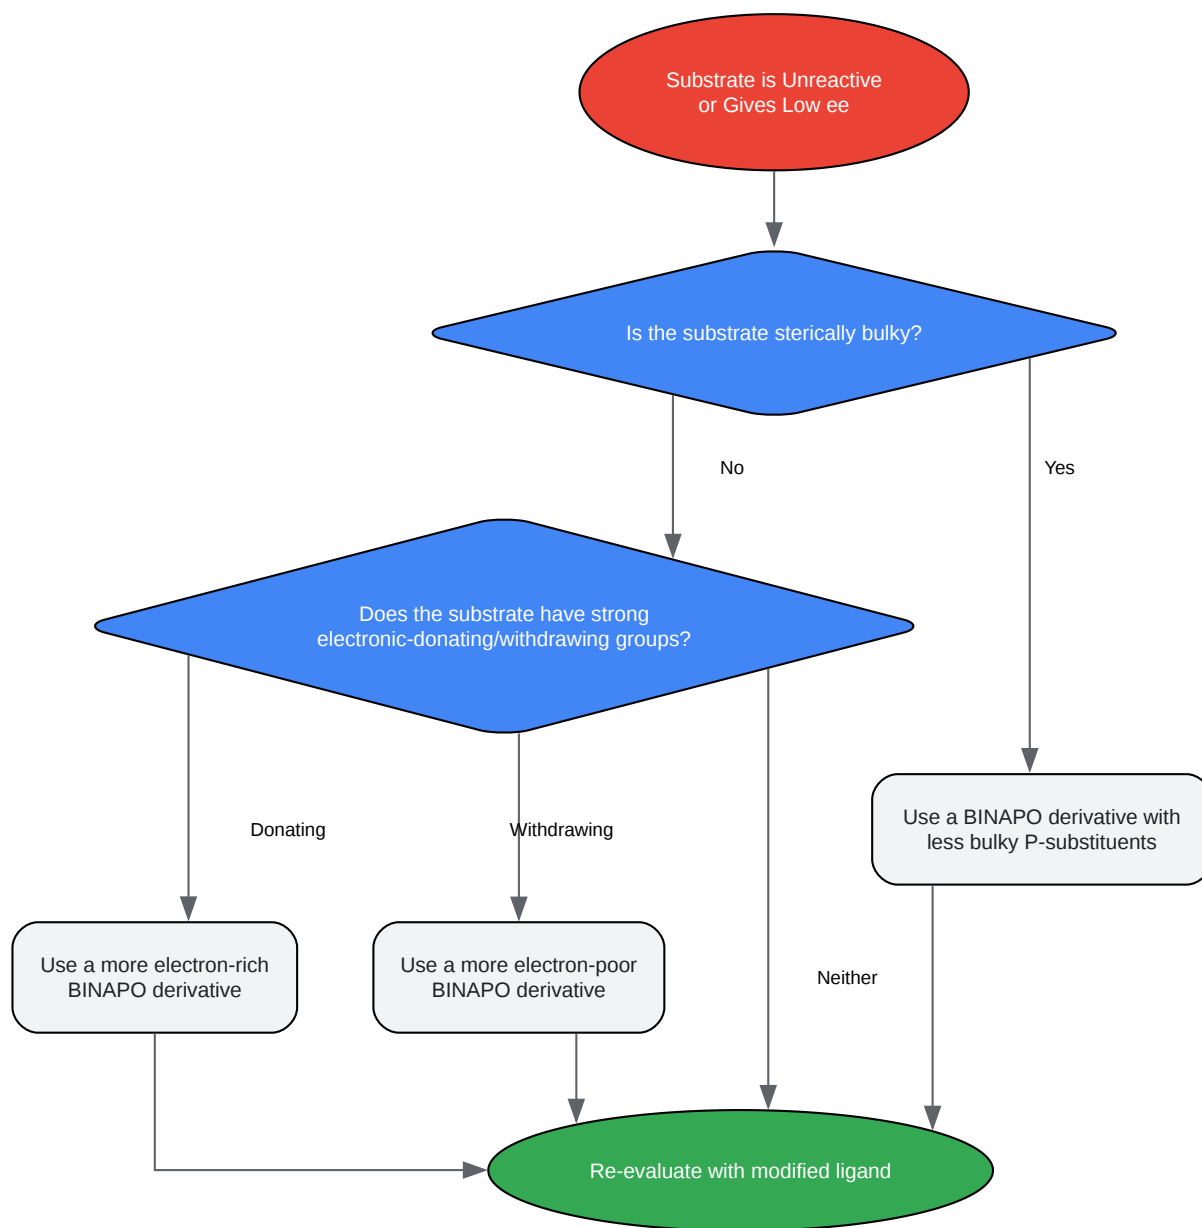 Substrate is Unreactive
or Gives Low ee
Is the substrate sterically bulky?
No
Yes
Does the substrate have strong
electronic-donating/withdrawing groups?
Donating
Withdrawing
Use a BINAPO derivative with
less bulky P-substituents
Use a more electron-rich
BINAPO derivative
Use a more electron-poor
BINAPO derivative
Neither
Re-evaluate with modified ligand